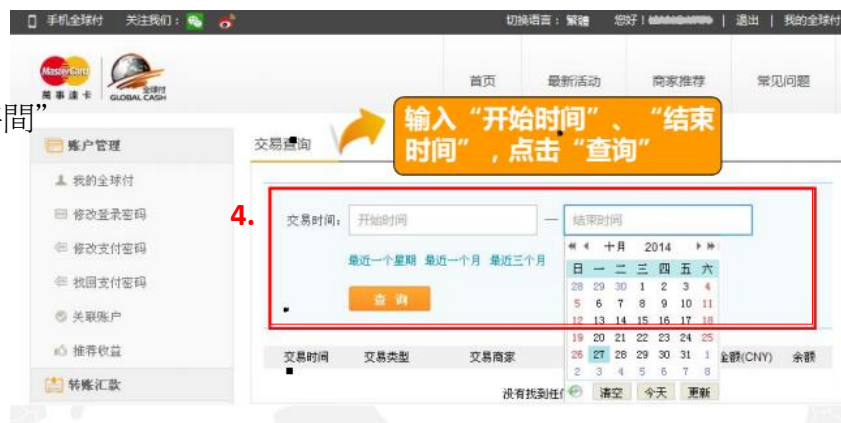 手机全球付 关注我们：
切换语言： 繁體 您好！ | 退出 | 我的全球付
MasterCard
萬事達卡
全球付
GLOBAL CASH
首页 最新活动 商家推荐 常见问题
間”
输入“开始时间”、“结束
时间”，点击“查询”
账户管理
我的全球付
修改登录密码
修改支付密码
找回支付密码
关联账户
推荐收益
转账汇款
交易查询
4.
交易时间： 开始时间 — 结束时间
最近一个星期 最近一个月 最近三个月
查 询
十月 2014
日 一 二 三 四 五 六
28 29 30 1 2 3 4
5 6 7 8 9 10 11
12 13 14 15 16 17 18
19 20 21 22 23 24 25
26 27 28 29 30 31 1
2 3 4 5 6 7 8
清空 今天 更新
交易时间 交易类型 交易商家 金额(CNY) 余额
没有找到任